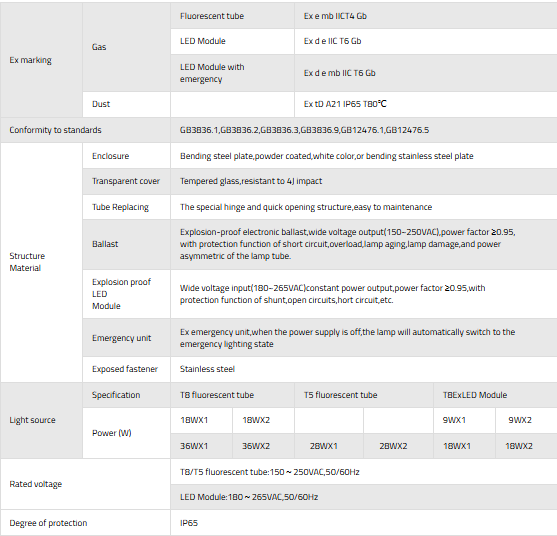 Ex marking
Gas
Fluorescent tube
Ex e mb IICT4 Gb
LED Module
Ex d e IIC T6 Gb
LED Module with
emergency
Ex d e mb IIC T6 Gb
Dust
Ex tD A21 IP65 T80℃
Conformity to standards
GB3836.1,GB3836.2,GB3836.3,GB3836.9,GB12476.1,GB12476.5
Structure
Material
Enclosure
Bending steel plate,powder coated,white color,or bending stainless steel plate
Transparent cover
Tempered glass,resistant to 4J impact
Tube Replacing
The special hinge and quick opening structure,easy to maintenance
Ballast
Explosion-proof electronic ballast,wide voltage output(150~250VAC),power factor ≥0.95,
with protection function of short circuit,overload,lamp aging,lamp damage,and power
asymmetric of the lamp tube.
Explosion proof
LED
Module
Wide voltage input(180~265VAC)constant power output,power factor ≥0.95,with
protection function of shunt,open circuits,hort circuit,etc.
Emergency unit
Ex emergency unit,when the power supply is off,the lamp will automatically switch to the
emergency lighting state
Exposed fastener
Stainless steel
Light source
Specification
T8 fluorescent tube
T5 fluorescent tube
T8ExLED Module
Power (W)
18WX1
18WX2
9WX1
9WX2
36WX1
36WX2
28WX1
28WX2
18WX1
18WX2
Rated voltage
T8/T5 fluorescent tube:150～250VAC,50/60Hz
LED Module:180～265VAC,50/60Hz
Degree of protection
IP65